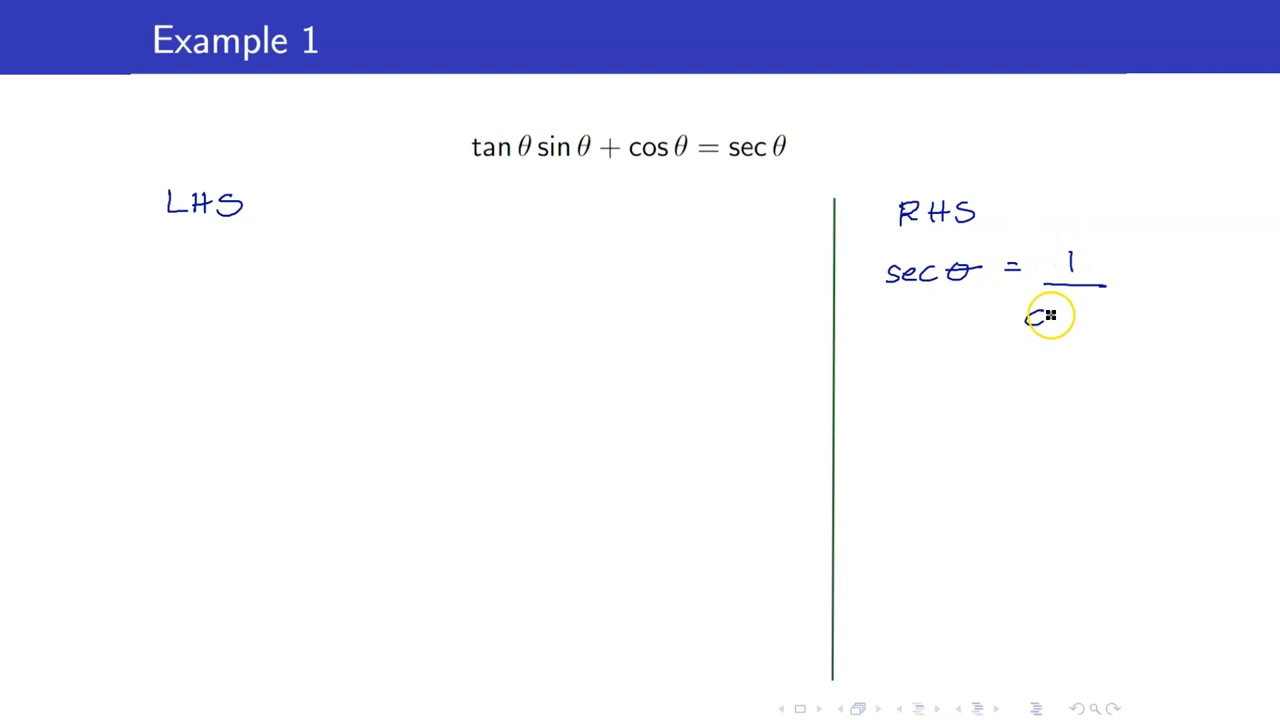 Example 1
tan θ sin θ + cos θ = sec θ
LHS
RHS
sec θ = 1
c